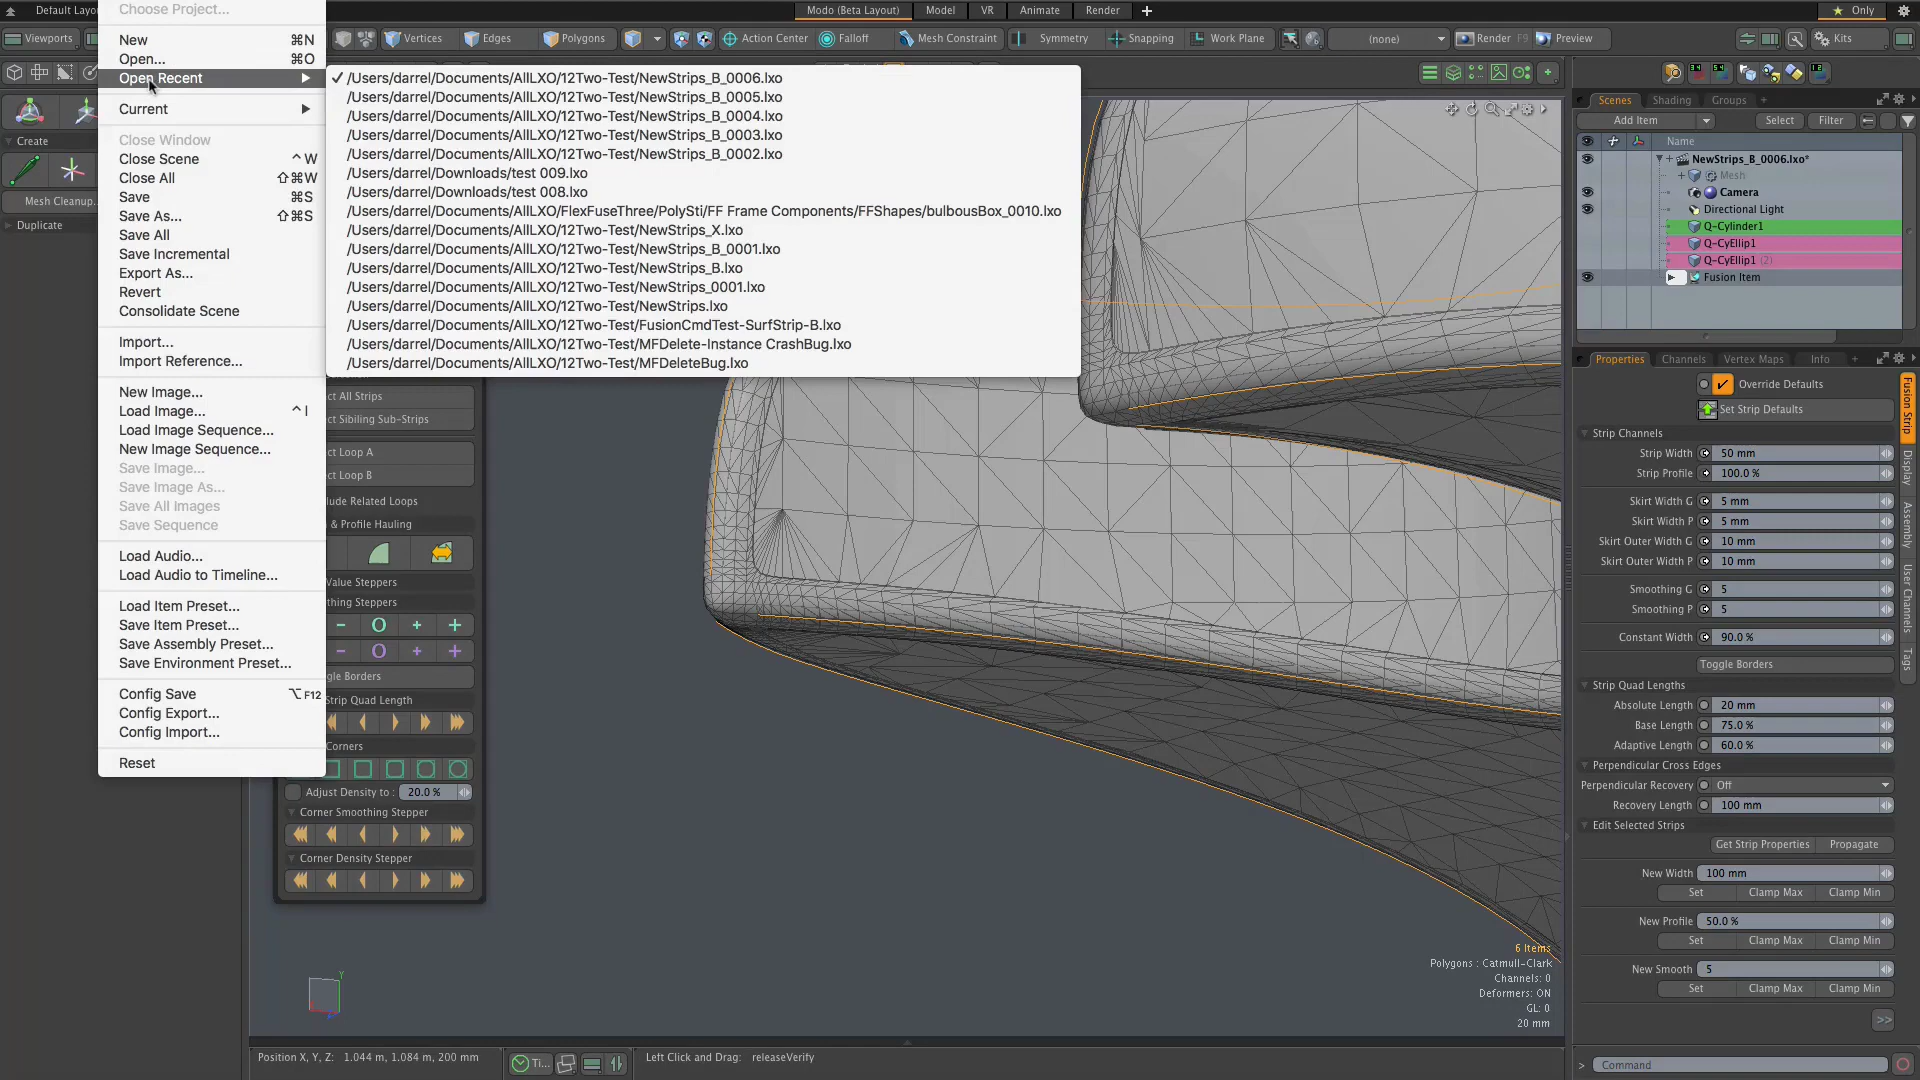 Default Layo
Modo (Beta Layout)
Model
VR
Animate
Render
+
Only
Viewports
Vertices
Edges
Polygons
Action Center
Falloff
Mesh Constraint
Symmetry
Snapping
Work Plane
(none)
Render F9
Preview
Kits
Choose Project...
New ⌘N
Open... ⌘O
Open Recent
Current
Close Window
Close Scene ^W
Close All ⇧⌘W
Save ⌘S
Save As... ⇧⌘S
Save All
Save Incremental
Export As...
Revert
Consolidate Scene
Import...
Import Reference...
New Image...
Load Image... ^I
Load Image Sequence...
New Image Sequence...
Save Image...
Save Image As...
Save All Images
Save Sequence
Load Audio...
Load Audio to Timeline...
Load Item Preset...
Save Item Preset...
Save Assembly Preset...
Save Environment Preset...
Config Save ⌥F12
Config Export...
Config Import...
Reset
✓ /Users/darrel/Documents/AllLXO/12Two-Test/NewStrips_B_0006.lxo
/Users/darrel/Documents/AllLXO/12Two-Test/NewStrips_B_0005.lxo
/Users/darrel/Documents/AllLXO/12Two-Test/NewStrips_B_0004.lxo
/Users/darrel/Documents/AllLXO/12Two-Test/NewStrips_B_0003.lxo
/Users/darrel/Documents/AllLXO/12Two-Test/NewStrips_B_0002.lxo
/Users/darrel/Downloads/test 009.lxo
/Users/darrel/Downloads/test 008.lxo
/Users/darrel/Documents/AllLXO/FlexFuseThree/PolySti/FF Frame Components/FFShapes/bulbousBox_0010.lxo
/Users/darrel/Documents/AllLXO/12Two-Test/NewStrips_X.lxo
/Users/darrel/Documents/AllLXO/12Two-Test/NewStrips_B_0001.lxo
/Users/darrel/Documents/AllLXO/12Two-Test/NewStrips_B.lxo
/Users/darrel/Documents/AllLXO/12Two-Test/NewStrips_0001.lxo
/Users/darrel/Documents/AllLXO/12Two-Test/NewStrips.lxo
/Users/darrel/Documents/AllLXO/12Two-Test/FusionCmdTest-SurfStrip-B.lxo
/Users/darrel/Documents/AllLXO/12Two-Test/MFDelete-Instance CrashBug.lxo
/Users/darrel/Documents/AllLXO/12Two-Test/MFDeleteBug.lxo
Create
Mesh Cleanup..
Duplicate
ct All Strips
ct Sibiling Sub-Strips
ct Loop A
ct Loop B
lude Related Loops
& Profile Hauling
Value Steppers
thing Steppers
− O + +
− O + +
gle Borders
Strip Quad Length
Corners
Adjust Density to : 20.0 %
Corner Smoothing Stepper
Corner Density Stepper
6 Items
Polygons : Catmull-Clark
Channels: 0
Deformers: ON
GL: 0
20 mm
Y
Position X, Y, Z: 1.044 m, 1.084 m, 200 mm
Ti...
Left Click and Drag: releaseVerify
Scenes
Shading
Groups
+
Add Item
Select
Filter
Name
NewStrips_B_0006.lxo*
Mesh
Camera
Directional Light
Q-Cylinder1
Q-CyEllip1
Q-CyEllip1 (2)
Fusion Item
Properties
Channels
Vertex Maps
Info
+
Override Defaults
Set Strip Defaults
Strip Channels
Strip Width 50 mm
Strip Profile 100.0 %
Skirt Width G 5 mm
Skirt Width P 5 mm
Skirt Outer Width G 10 mm
Skirt Outer Width P 10 mm
Smoothing G 5
Smoothing P 5
Constant Width 90.0 %
Toggle Borders
Strip Quad Lengths
Absolute Length 20 mm
Base Length 75.0 %
Adaptive Length 60.0 %
Perpendicular Cross Edges
Perpendicular Recovery Off
Recovery Length 100 mm
Edit Selected Strips
Get Strip Properties Propagate
New Width 100 mm
Set Clamp Max Clamp Min
New Profile 50.0 %
Set Clamp Max Clamp Min
New Smooth 5
Set Clamp Max Clamp Min
>>
> Command
Fusion Strip
Display
Assembly
User Channels
Tags